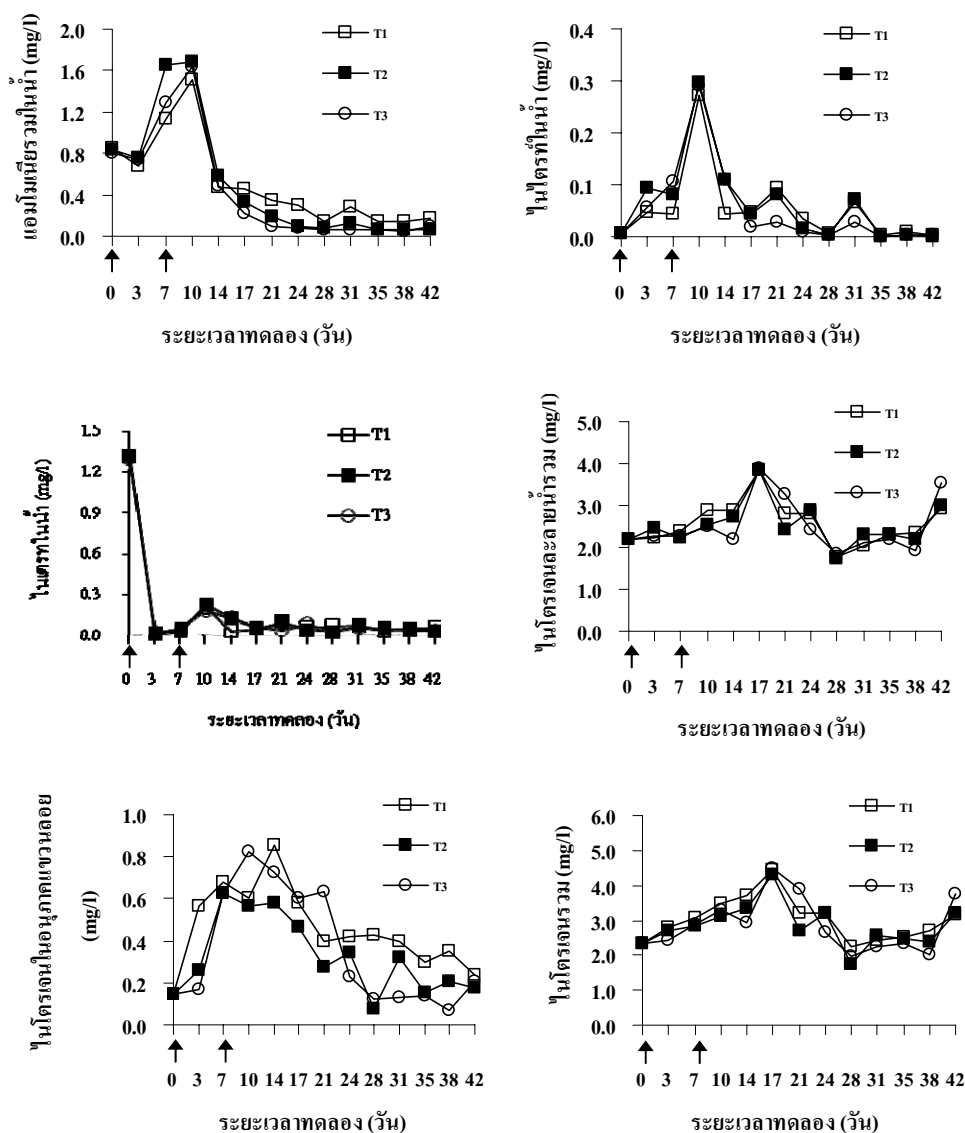 แอมโมเนียรวมในน้ำ (mg/l)
2.0
1.6
1.2
0.8
0.4
0.0
T1
T2
T3
0 3 7 10 14 17 21 24 28 31 35 38 42
ระยะเวลาทดลอง (วัน)
ไนไตรท์ในน้ำ (mg/l)
0.4
0.3
0.2
0.1
0.0
T1
T2
T3
0 3 7 10 14 17 21 24 28 31 35 38 42
ระยะเวลาทดลอง (วัน)
ไนเตรทในน้ำ (mg/l)
1.5
1.2
0.9
0.6
0.3
0.0
T1
T2
T3
0 3 7 10 14 17 21 24 28 31 35 38 42
ระยะเวลาทดลอง (วัน)
ไนโตรเจนละลายน้ำรวม (mg/l)
5.0
4.0
3.0
2.0
1.0
0.0
T1
T2
T3
0 3 7 10 14 17 21 24 28 31 35 38 42
ระยะเวลาทดลอง (วัน)
ไนโตรเจนในอนุภาคแขวนลอย
(mg/l)
1.0
0.8
0.6
0.4
0.2
0.0
T1
T2
T3
0 3 7 10 14 17 21 24 28 31 35 38 42
ระยะเวลาทดลอง (วัน)
ไนโตรเจนรวม (mg/l)
6.0
5.0
4.0
3.0
2.0
1.0
0.0
T1
T2
T3
0 3 7 10 14 17 21 24 28 31 35 38 42
ระยะเวลาทดลอง (วัน)